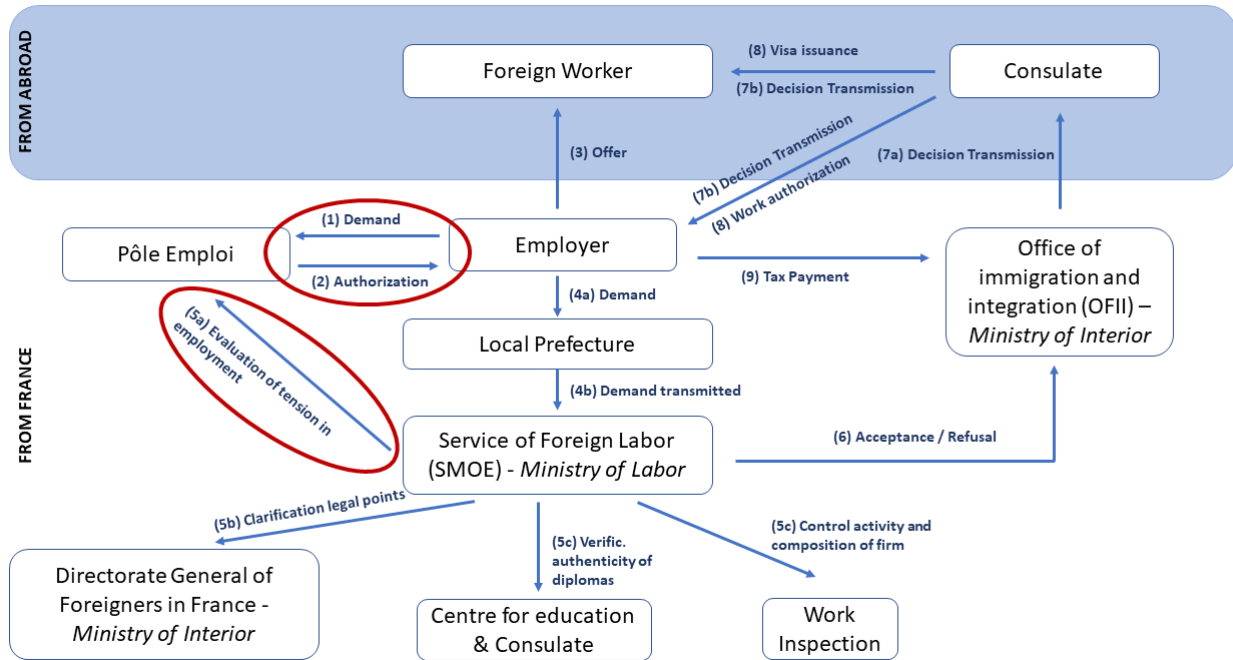 FROM ABROAD
Foreign Worker
(8) Visa issuance
(7b) Decision Transmission
Consulate
(3) Offer
(7b) Decision Transmission
(8) Work authorization
(7a) Decision Transmission
FROM FRANCE
Pôle Emploi
(1) Demand
(2) Authorization
Employer
(9) Tax Payment
Office of
immigration and
integration (OFII) –
Ministry of Interior
(4a) Demand
Local Prefecture
(4b) Demand transmitted
(5a) Evaluation of tension in
employment
Service of Foreign Labor
(SMOE) - Ministry of Labor
(6) Acceptance / Refusal
(5b) Clarification legal points
(5c) Verific.
authenticity of
diplomas
(5c) Control activity and
composition of firm
Directorate General of
Foreigners in France -
Ministry of Interior
Centre for education
& Consulate
Work
Inspection